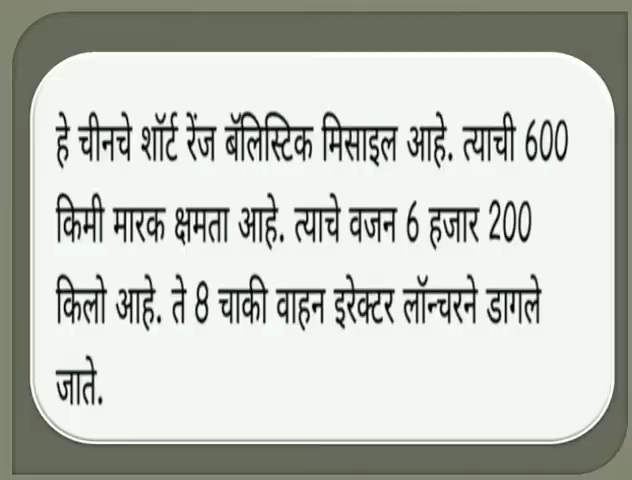 हे चीनचे शॉर्ट रेंज बॅलिस्टिक मिसाइल आहे. त्याची 600
किमी मारक क्षमता आहे. त्याचे वजन 6 हजार 200
किलो आहे. ते 8 चाकी वाहन इरेक्टर लॉन्चरने डागले
जाते.